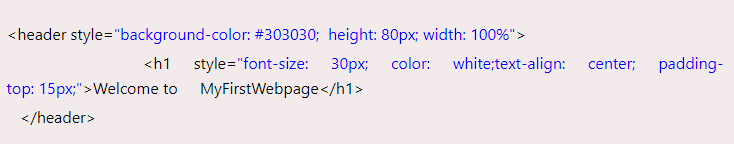 <header style="background-color: #303030;  height: 80px; width: 100%">
<h1 style="font-size: 30px; color: white;text-align: center; padding-
top: 15px;">Welcome to MyFirstWebpage</h1>
</header>